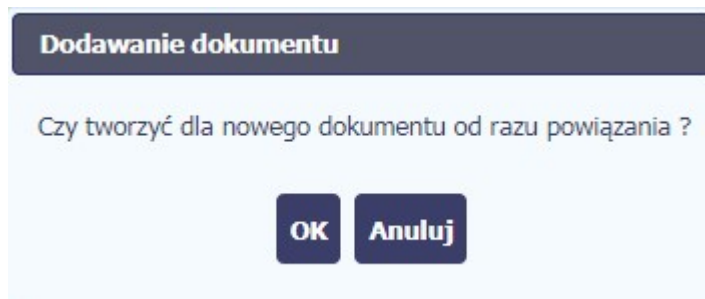 Dodawanie dokumentu
Czy tworzyć dla nowego dokumentu od razu powiązania ?
OK Anuluj